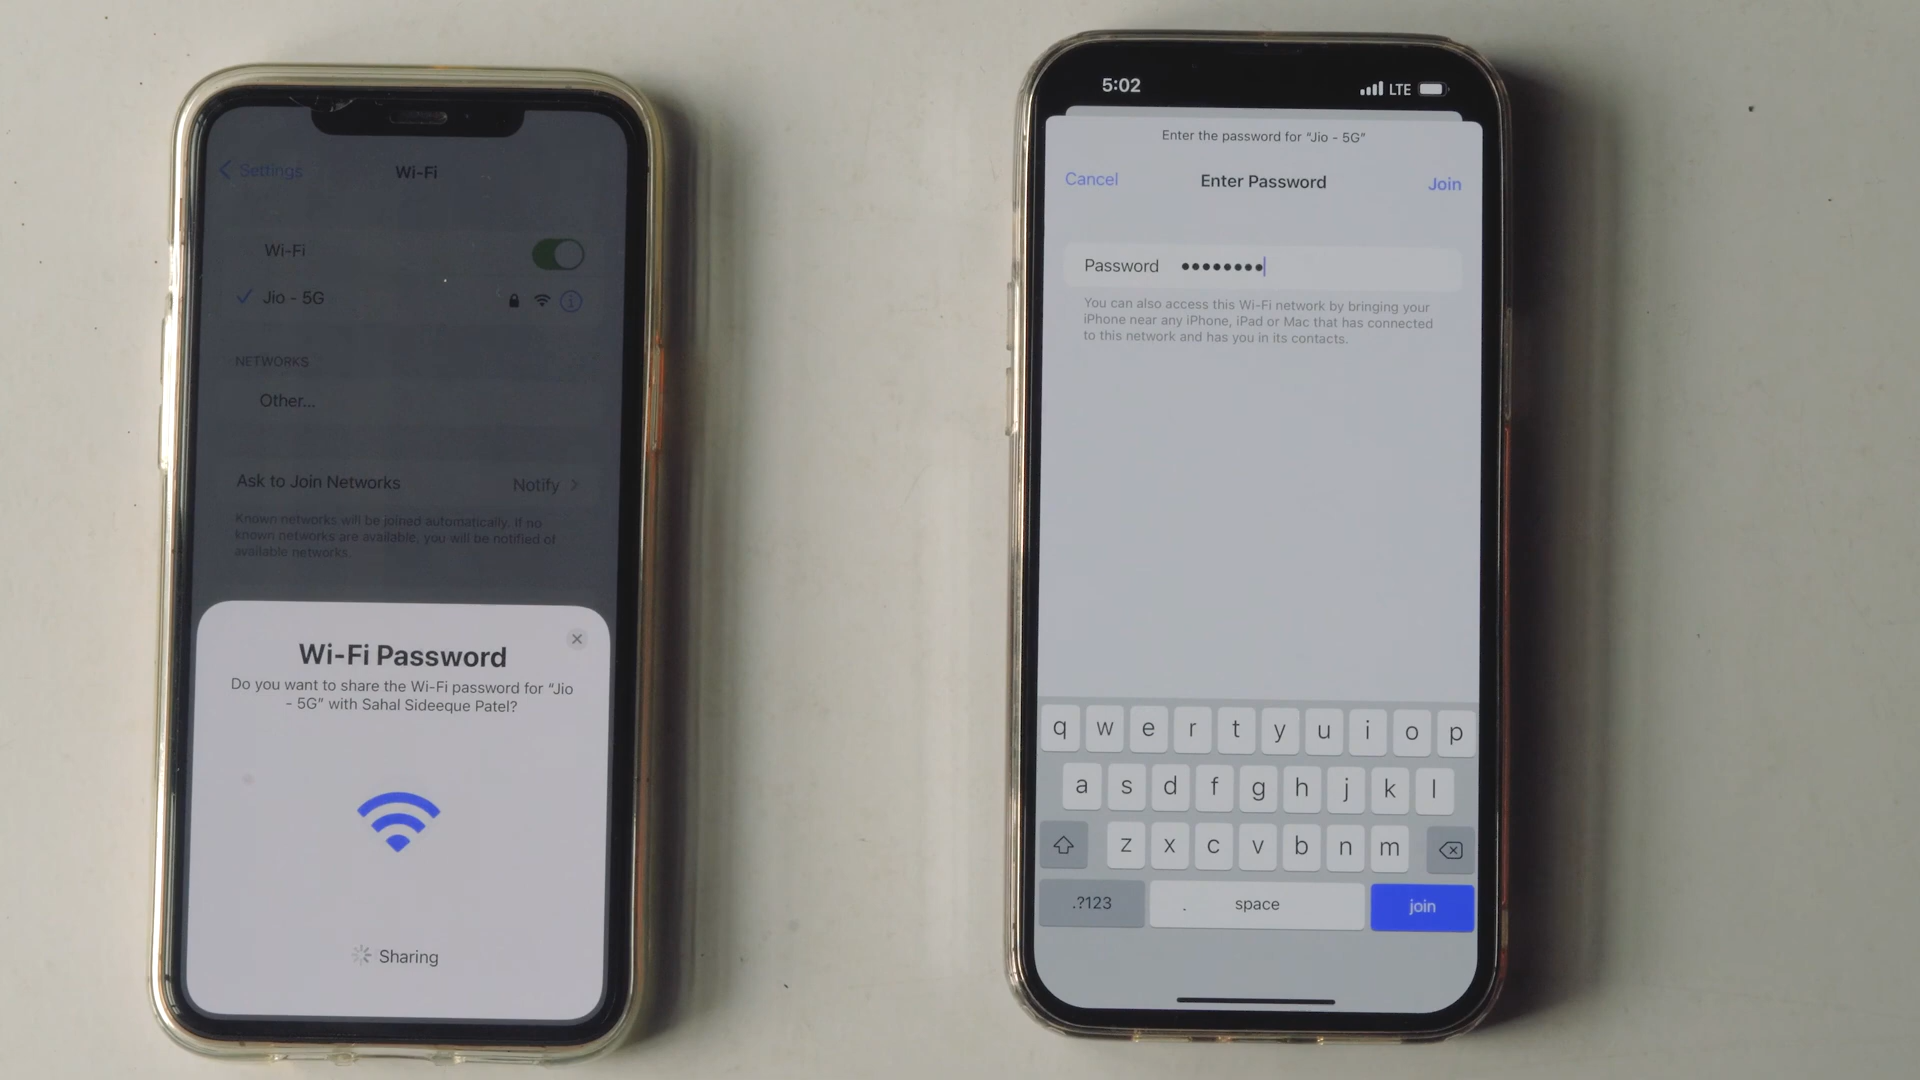 Settings
Wi-Fi
Wi-Fi
Jio - 5G
NETWORKS
Other...
Ask to Join Networks
Notify
Known networks will be joined automatically. If no
known networks are available, you will be notified of
available networks.
Wi-Fi Password
Do you want to share the Wi-Fi password for “Jio
- 5G” with Sahal Sideeque Patel?
Sharing
5:02
LTE
Enter the password for “Jio - 5G”
Cancel
Enter Password
Join
Password ••••••••
You can also access this Wi-Fi network by bringing your
iPhone near any iPhone, iPad or Mac that has connected
to this network and has you in its contacts.
q w e r t y u i o p
a s d f g h j k l
z x c v b n m
.?123
space
join